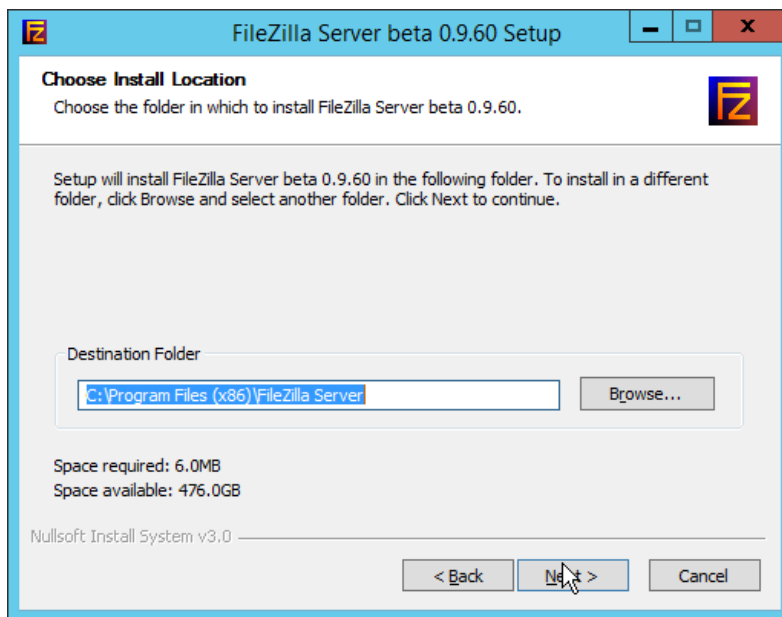 FileZilla Server beta 0.9.60 Setup
Choose Install Location
Choose the folder in which to install FileZilla Server beta 0.9.60.
Setup will install FileZilla Server beta 0.9.60 in the following folder. To install in a different
folder, click Browse and select another folder. Click Next to continue.
Destination Folder
C:\Program Files (x86)\FileZilla Server
Browse...
Space required: 6.0MB
Space available: 476.0GB
Nullsoft Install System v3.0
< Back
Next >
Cancel